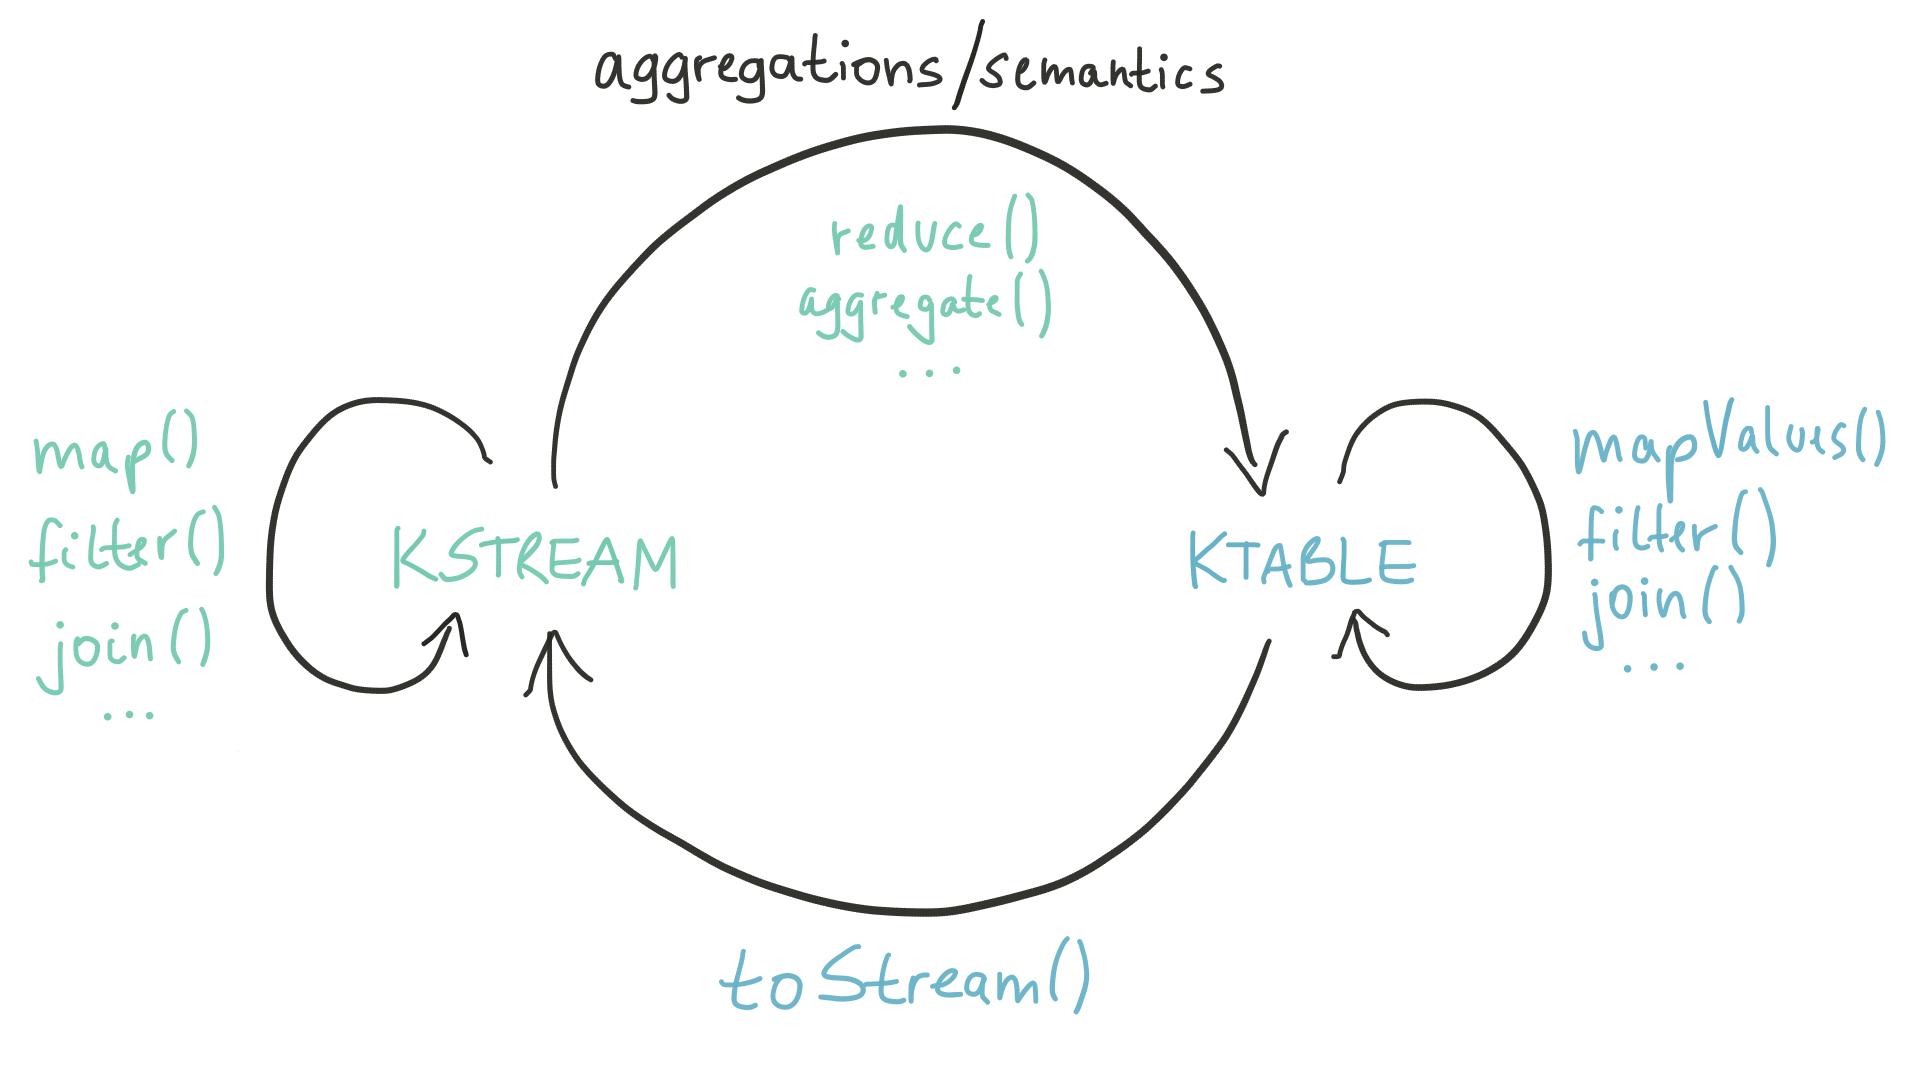 aggregations/semantics
reduce()
aggregate()
...
map()
filter()
join()
...
KSTREAM
KTABLE
mapValues()
filter()
join()
...
toStream()